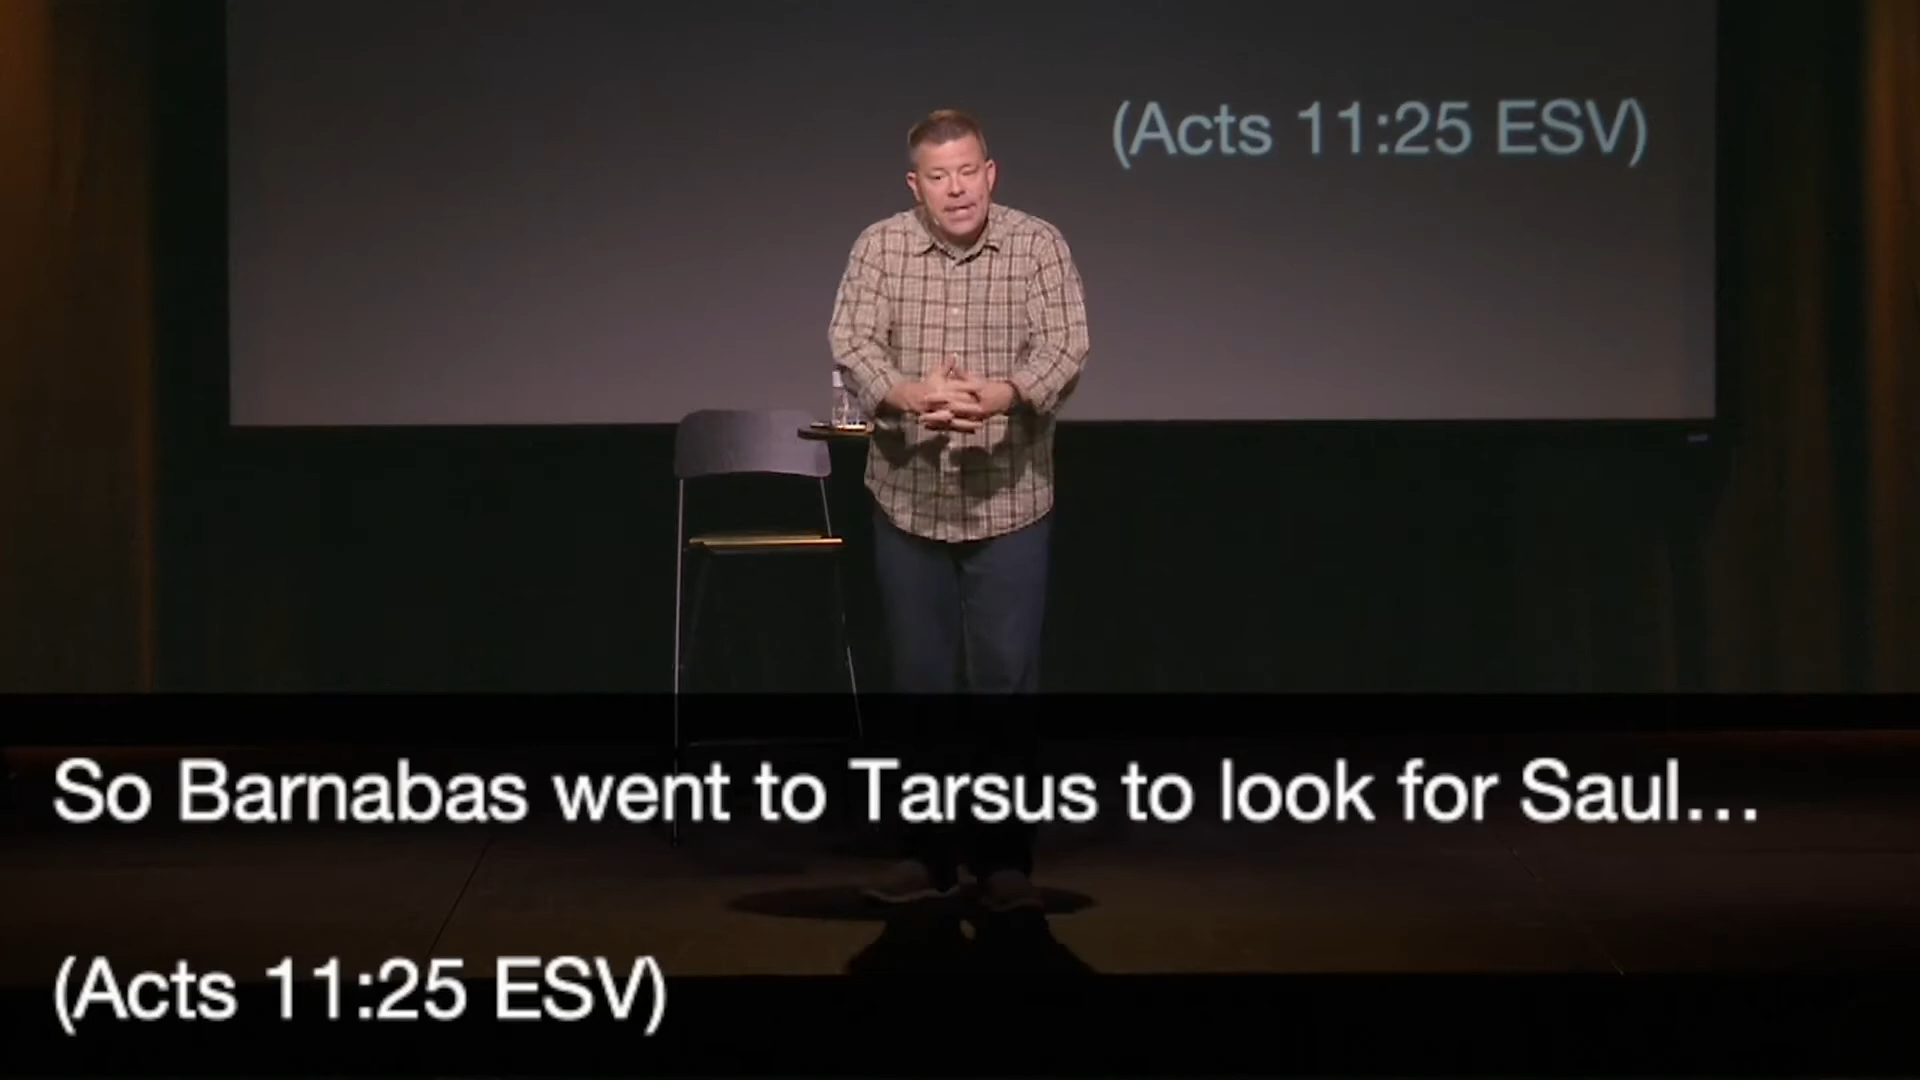 (Acts 11:25 ESV)
So Barnabas went to Tarsus to look for Saul...
(Acts 11:25 ESV)